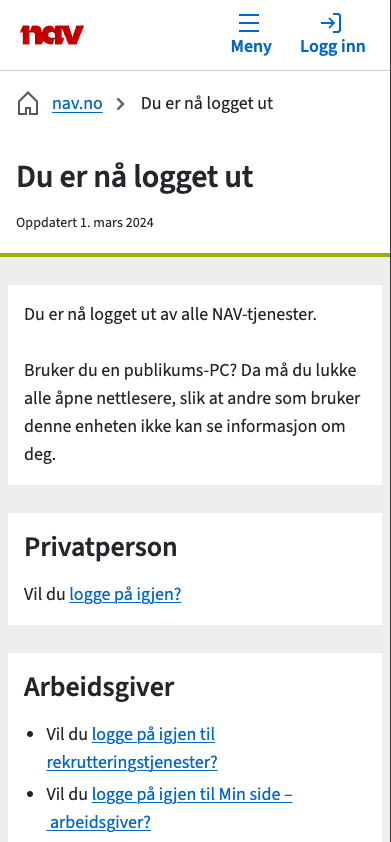 nav
Meny
Logg inn
nav.no
Du er nå logget ut
Du er nå logget ut
Oppdatert 1. mars 2024
Du er nå logget ut av alle NAV-tjenester.
Bruker du en publikums-PC? Da må du lukke
alle åpne nettlesere, slik at andre som bruker
denne enheten ikke kan se informasjon om
deg.
Privatperson
Vil du logge på igjen?
Arbeidsgiver
• Vil du logge på igjen til
rekrutteringstjenester?
• Vil du logge på igjen til Min side –
arbeidsgiver?